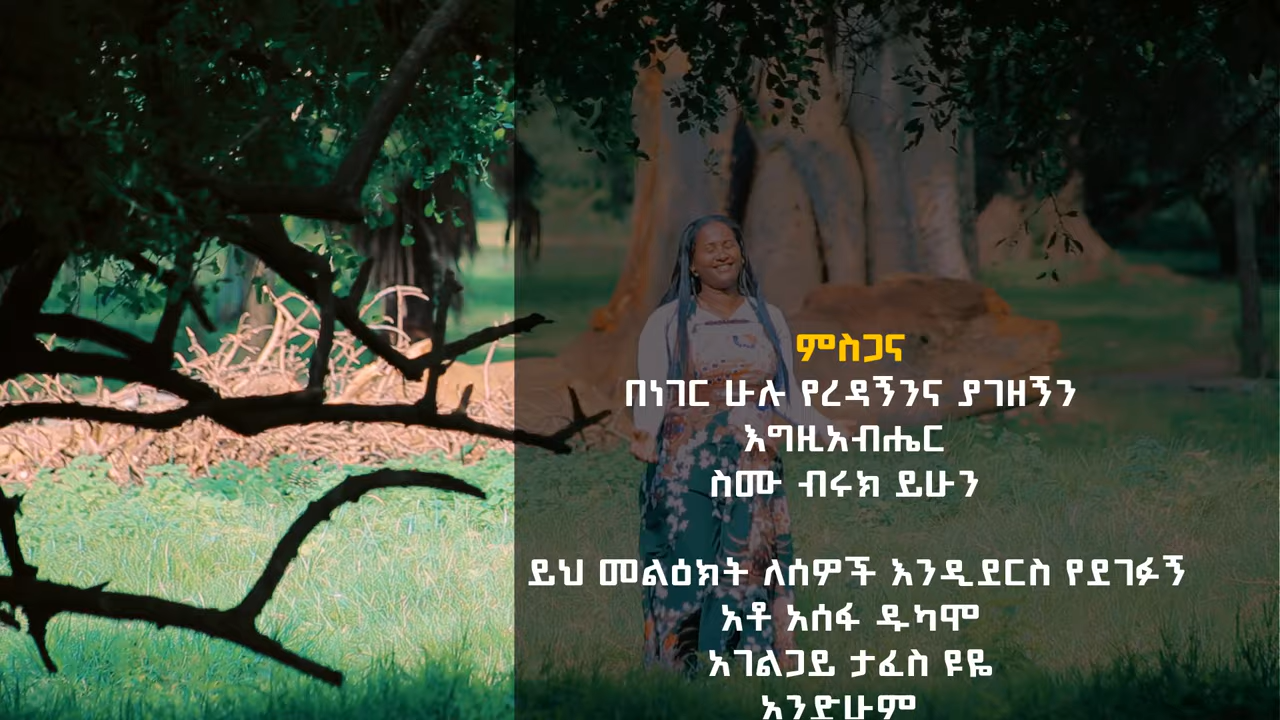 ምስጋና
በነገር ሁሉ የረዳኝንና ያገዘኝን
እግዚአብሔር
ስሙ ብሩክ ይሁን
ይህ መልዕክት ለሰዎች እንዲደርስ የደገፉኝ
አቶ አሰፋ ዱካሞ
አገልጋይ ታፈስ ዩዬ
አንድሁም